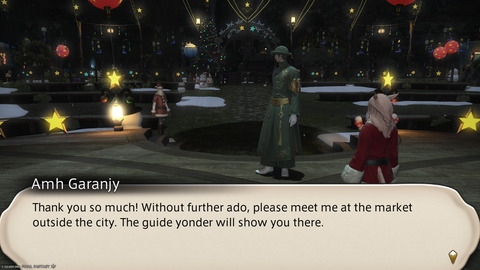 Amh Garanjy
Thank you so much! Without further ado, please meet me at the market
outside the city. The guide yonder will show you there.